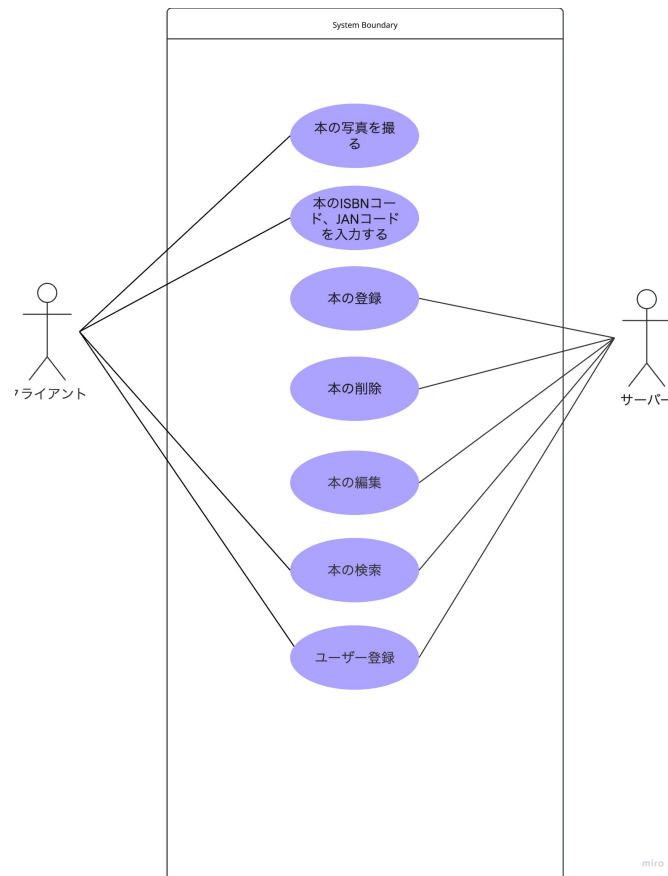 System Boundary
本の写真を撮
る
本のISBNコー
ド、JANコード
を入力する
本の登録
本の削除
本の編集
本の検索
ユーザー登録
クライアント
サーバー
miro